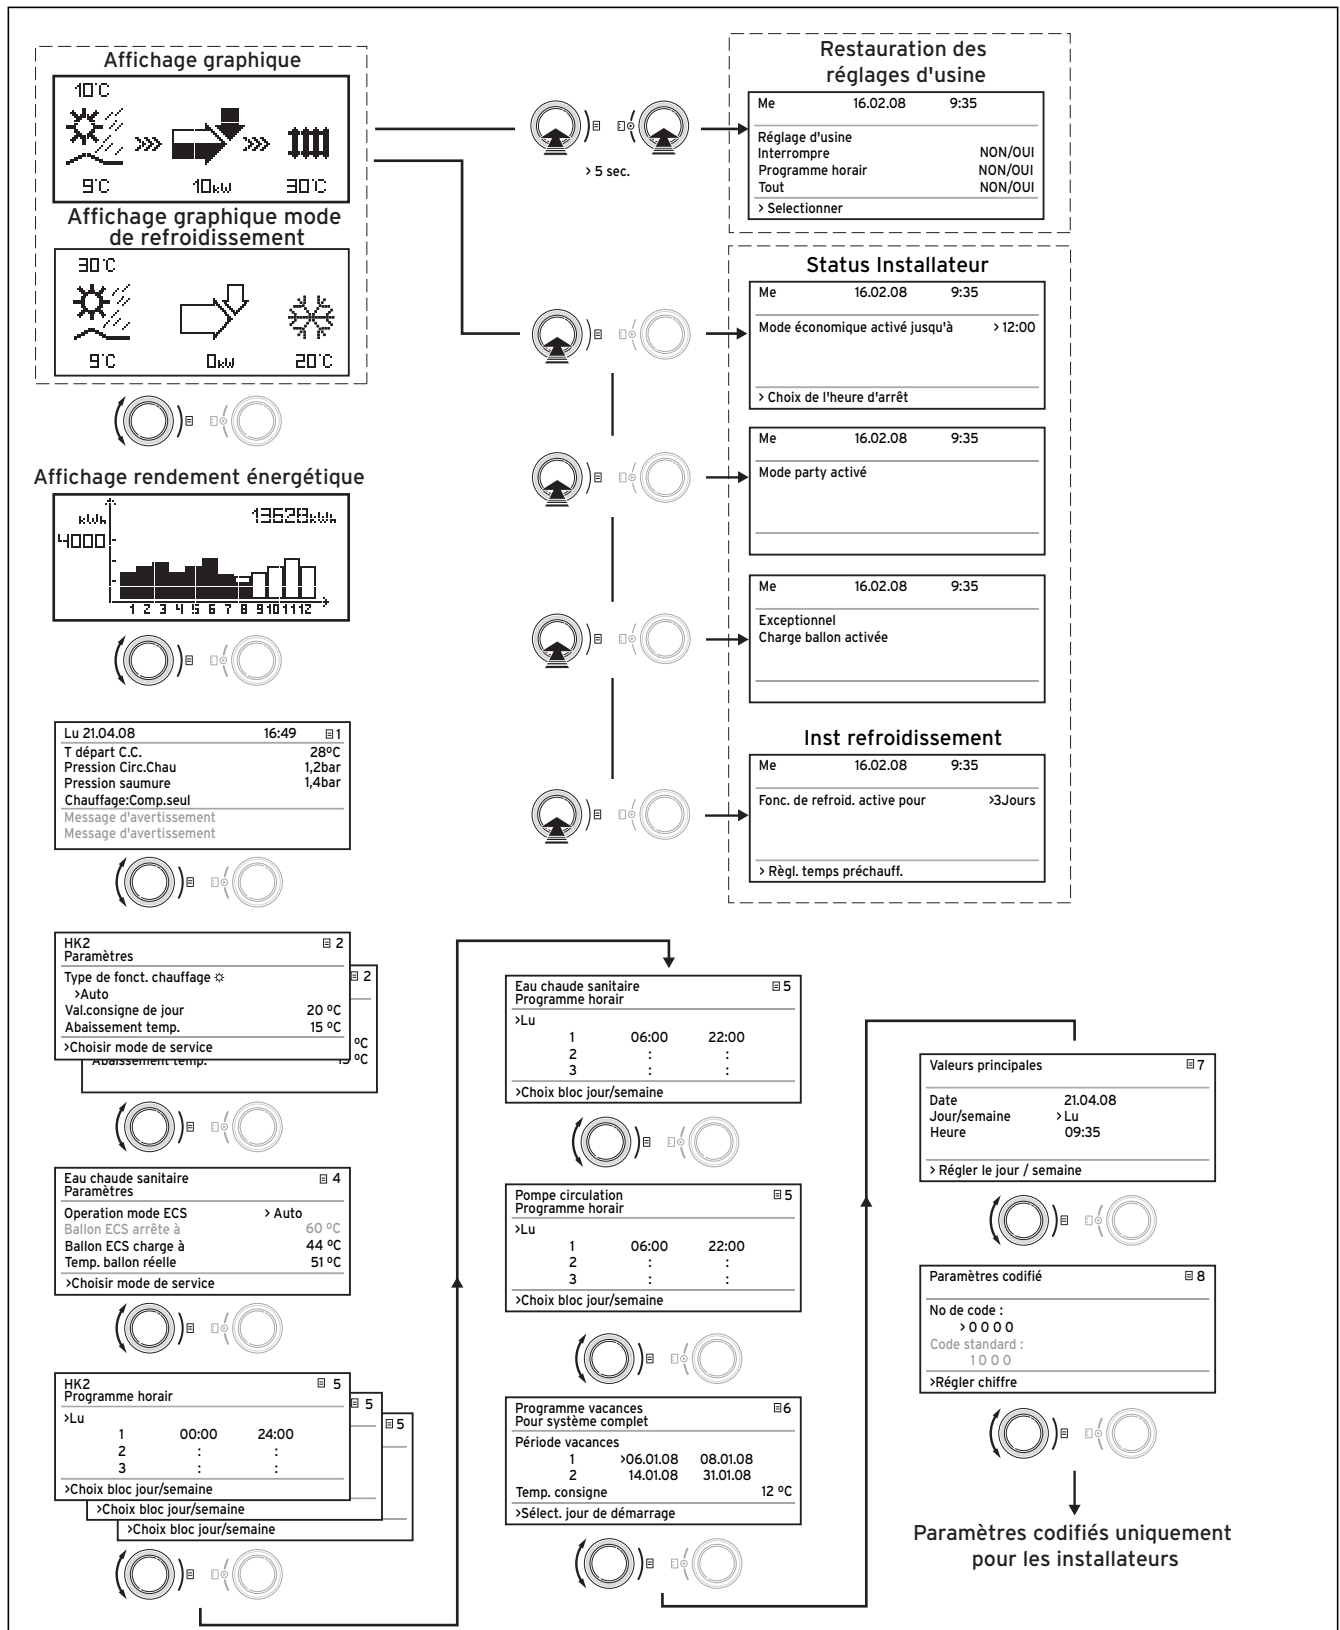 Affichage graphique
10°C
9°C 10kW 30°C
Affichage graphique mode
de refroidissement
30°C
9°C 0kW 20°C
Affichage rendement énergétique
kWh 13628kWh
4000
1 2 3 4 5 6 7 8 9 10 11 12
Lu 21.04.08 16:49 1
T départ C.C. 28ºC
Pression Circ.Chau 1,2bar
Pression saumure 1,4bar
Chauffage:Comp.seul
Message d'avertissement
Message d'avertissement
HK2 2
Paramètres
Type de fonct. chauffage
>Auto
Val.consigne de jour 20 ºC
Abaissement temp. 15 ºC
>Choisir mode de service
2
ºC
Abaissement temp. 15 ºC
Eau chaude sanitaire 4
Paramètres
Operation mode ECS > Auto
Ballon ECS arrête à 60 ºC
Ballon ECS charge à 44 ºC
Temp. ballon réelle 51 ºC
>Choisir mode de service
HK2 5
Programme horair
>Lu
1 00:00 24:00
2 : :
3 : :
>Choix bloc jour/semaine
5
>Choix bloc jour/semaine
5
>Choix bloc jour/semaine
> 5 sec.
Restauration des
réglages d'usine
Me 16.02.08 9:35
Réglage d'usine
Interrompre NON/OUI
Programme horair NON/OUI
Tout NON/OUI
> Selectionner
Status Installateur
Me 16.02.08 9:35
Mode économique activé jusqu'à > 12:00
> Choix de l'heure d'arrêt
Me 16.02.08 9:35
Mode party activé
Me 16.02.08 9:35
Exceptionnel
Charge ballon activée
Inst refroidissement
Me 16.02.08 9:35
Fonc. de refroid. active pour >3Jours
> Règl. temps préchauff.
Eau chaude sanitaire 5
Programme horair
>Lu
1 06:00 22:00
2 : :
3 : :
>Choix bloc jour/semaine
Pompe circulation 5
Programme horair
>Lu
1 06:00 22:00
2 : :
3 : :
>Choix bloc jour/semaine
Programme vacances 6
Pour système complet
Période vacances
1 >06.01.08 08.01.08
2 14.01.08 31.01.08
Temp. consigne 12 ºC
>Sélect. jour de démarrage
Valeurs principales 7
Date 21.04.08
Jour/semaine > Lu
Heure 09:35
> Régler le jour / semaine
Paramètres codifié 8
No de code :
> 0 0 0 0
Code standard :
1 0 0 0
>Régler chiffre
Paramètres codifiés uniquement
pour les installateurs